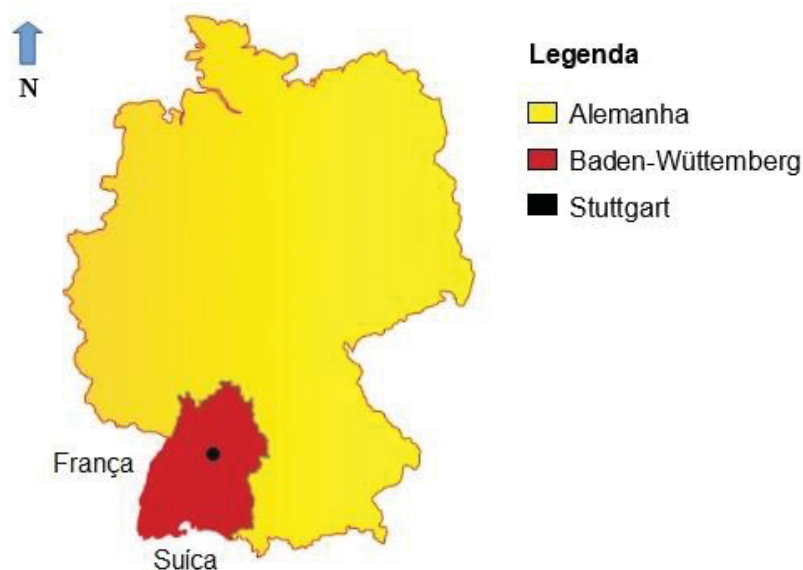 N
Legenda
Alemanha
Baden-Wüttemberg
Stuttgart
França
Suíca